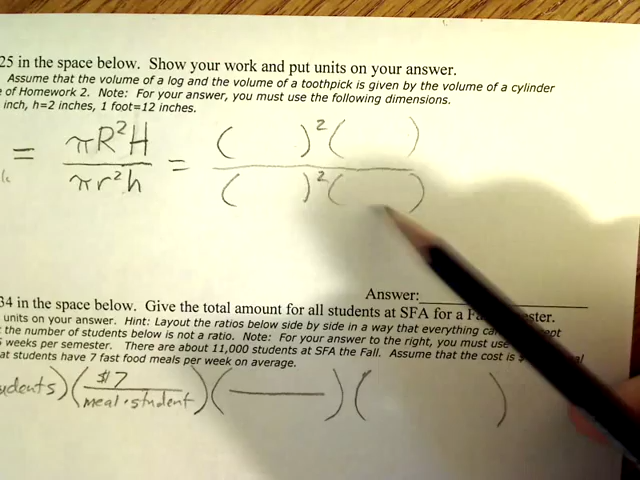 25 in the space below. Show your work and put units on your answer.
Assume that the volume of a log and the volume of a toothpick is given by the volume of a cylinder
of Homework 2. Note: For your answer, you must use the following dimensions.
inch, h=2 inches, 1 foot=12 inches.
= πR²H / πr²h = ( )²( ) / ( )²( )
Answer:
34 in the space below. Give the total amount for all students at SFA for a
units on your answer. Hint: Layout the ratios below side by side in a way that everything
the number of students below is not a ratio. Note: For your answer to the right, you must use
weeks per semester. There are about 11,000 students at SFA the Fall. Assume that the cost is
at students have 7 fast food meals per week on average.
udents) ($7 / meal·student) ( ) ( )